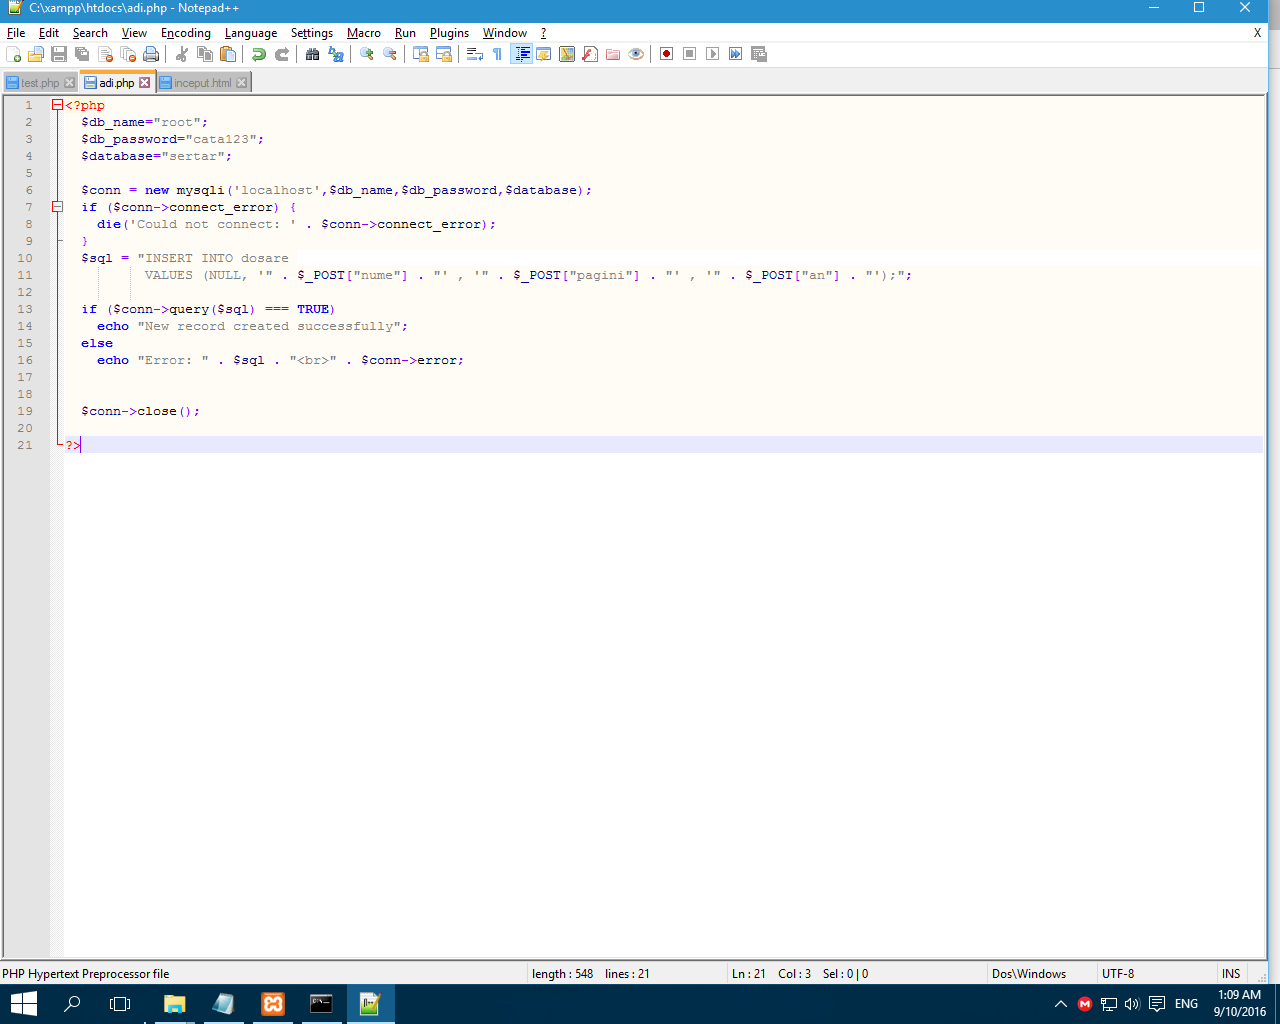 C:\xampp\htdocs\adi.php - Notepad++
File Edit Search View Encoding Language Settings Macro Run Plugins Window ? X
test.php adi.php inceput.html
1 <?php
2 $db_name="root";
3 $db_password="cata123";
4 $database="sertar";
5
6 $conn = new mysqli('localhost',$db_name,$db_password,$database);
7 if ($conn->connect_error) {
8 die('Could not connect: ' . $conn->connect_error);
9 }
10 $sql = "INSERT INTO dosare
11 VALUES (NULL, '" . $_POST["nume"] . "' , '" . $_POST["pagini"] . "' , '" . $_POST["an"] . "');";
12
13 if ($conn->query($sql) === TRUE)
14 echo "New record created successfully";
15 else
16 echo "Error: " . $sql . "<br>" . $conn->error;
17
18
19 $conn->close();
20
21 ?>
PHP Hypertext Preprocessor file length : 548 lines : 21 Ln : 21 Col : 3 Sel : 0 | 0 Dos\Windows UTF-8 INS
ENG 1:09 AM
9/10/2016